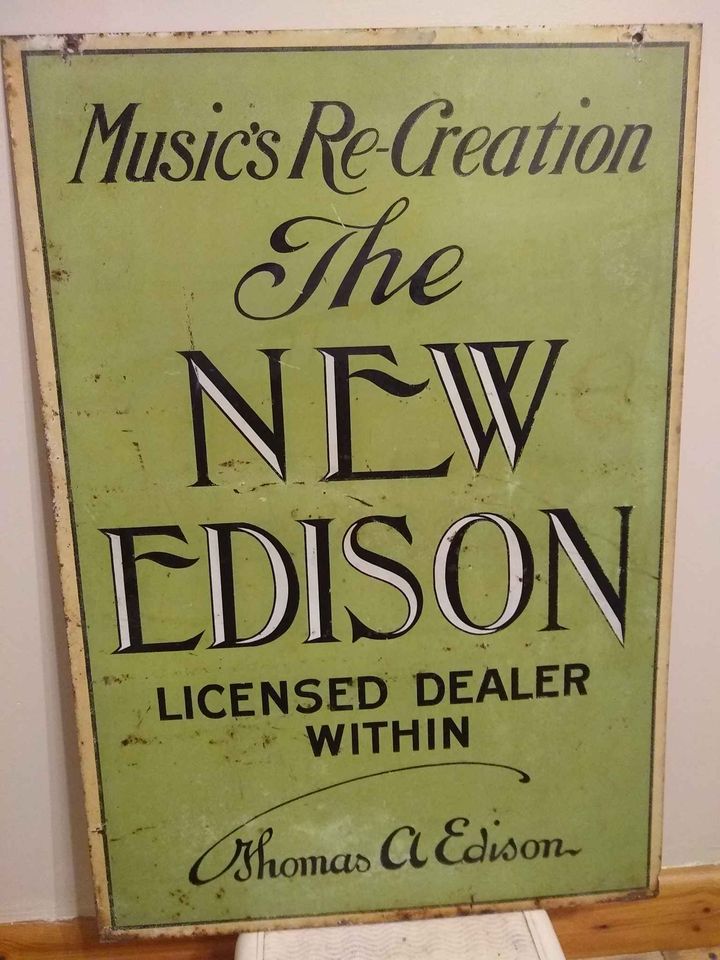 Music's Re-Creation
The
NEW
EDISON
LICENSED DEALER
WITHIN
Thomas A Edison